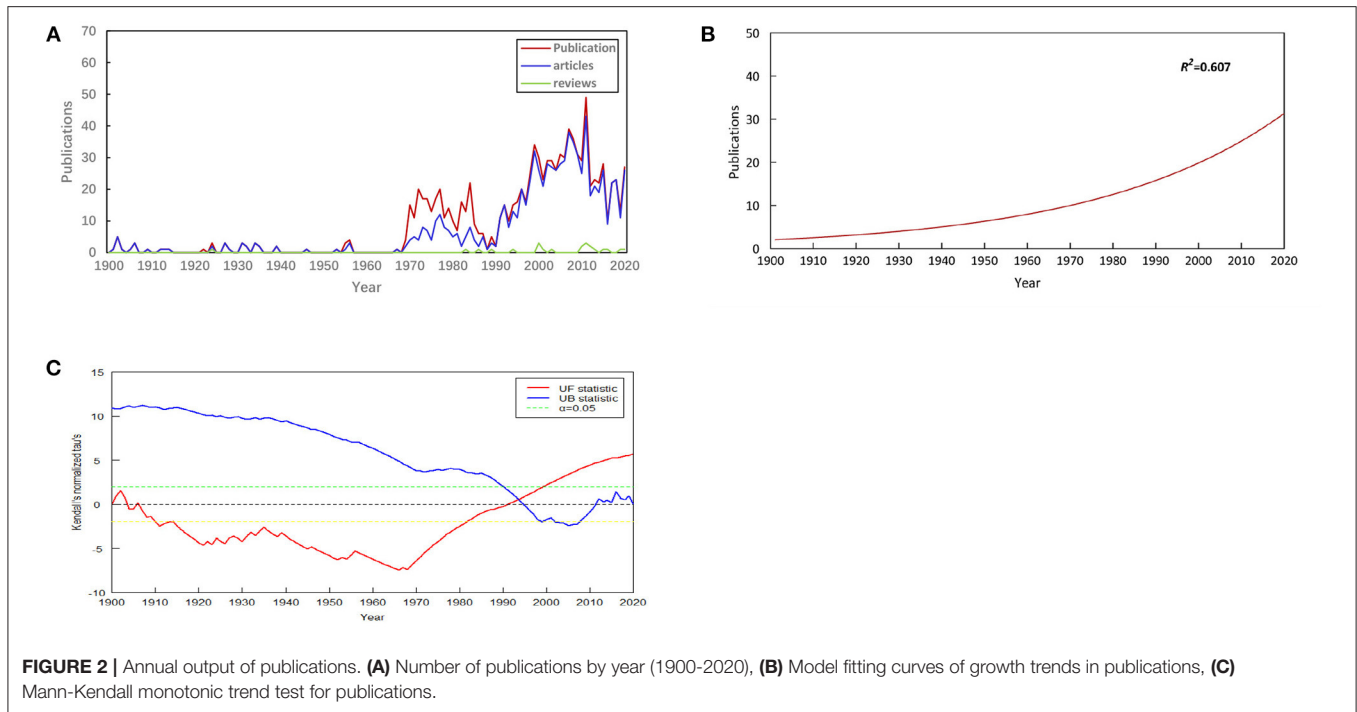 A
Publications
70
60
50
40
30
20
10
0
Publication
articles
reviews
1900 1910 1920 1930 1940 1950 1960 1970 1980 1990 2000 2010 2020
Year
B
Publications
50
40
30
20
10
0
R²=0.607
1900 1910 1920 1930 1940 1950 1960 1970 1980 1990 2000 2010 2020
Year
C
Kendall's normalized tau's
15
10
5
0
-5
-10
UF statistic
UB statistic
α=0.05
1900 1910 1920 1930 1940 1950 1960 1970 1980 1990 2000 2010 2020
Year
FIGURE 2 | Annual output of publications. (A) Number of publications by year (1900-2020), (B) Model fitting curves of growth trends in publications, (C)
Mann-Kendall monotonic trend test for publications.